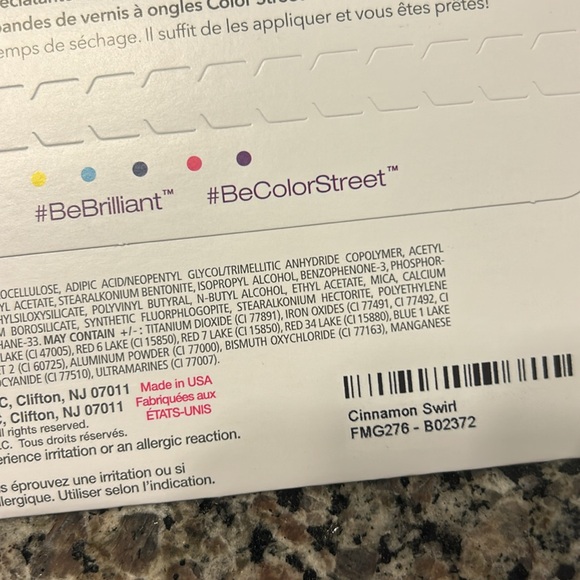 bandes de vernis à ongles Color Stree
emps de séchage. Il suffit de les appliquer et vous êtes prêtes!
#BeBrilliant™ #BeColorStreet™
OCELLULOSE, ADIPIC ACID/NEOPENTYL GLYCOL/TRIMELLITIC ANHYDRIDE COPOLYMER, ACETYL
YL ACETATE, STEARALKONIUM BENTONITE, ISOPROPYL ALCOHOL, BENZOPHENONE-3, PHOSPHOR-
HYLSILOXYSILICATE, POLYVINYL BUTYRAL, N-BUTYL ALCOHOL, ETHYL ACETATE, MICA, CALCIUM
M BOROSILICATE, SYNTHETIC FLUORPHLOGOPITE, STEARALKONIUM HECTORITE, POLYETHYLENE
HANE-33. MAY CONTAIN +/-: TITANIUM DIOXIDE (CI 77891), IRON OXIDES (CI 77491, CI 77492, CI
LAKE (CI 47005), RED 6 LAKE (CI 15850), RED 7 LAKE (CI 15850), RED 34 LAKE (CI 15880), BLUE 1 LAKE
T 2 (CI 60725), ALUMINUM POWDER (CI 77000), BISMUTH OXYCHLORIDE (CI 77163), MANGANESE
OCYANIDE (CI 77510), ULTRAMARINES (CI 77007).
C, Clifton, NJ 07011
C, Clifton, NJ 07011
ll rights reserved.
LC. Tous droits réservés.
Made in USA
Fabriquées aux
ÉTATS-UNIS
erience irritation or an allergic reaction.
s éprouvez une irritation ou si
llergique. Utiliser selon l'indication.
Cinnamon Swirl
FMG276 - B02372